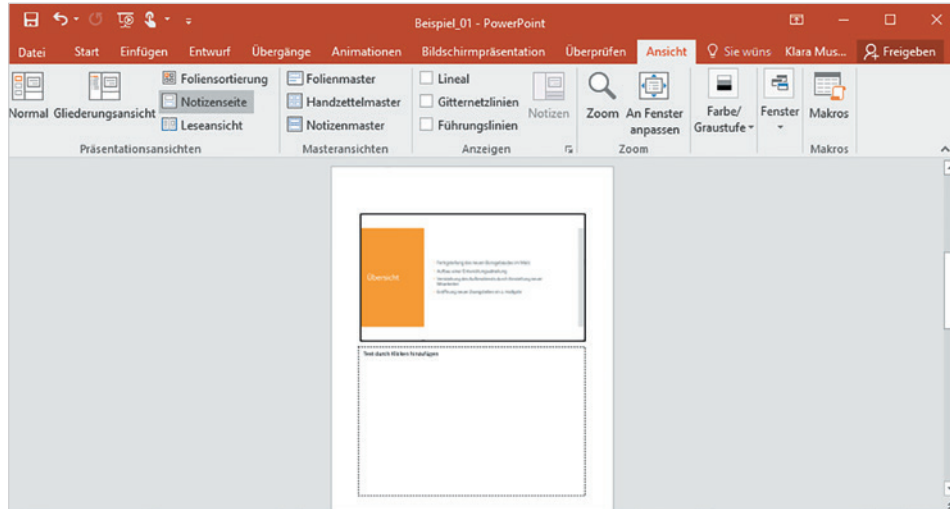 Beispiel_01 - PowerPoint
Datei Start Einfügen Entwurf Übergänge Animationen Bildschirmpräsentation Überprüfen Ansicht Sie wüns Klara Mus... Freigeben
Normal Gliederungsansicht Foliensortierung Notizenseite Leseansicht
Präsentationsansichten
Folienmaster
Handzettelmaster
Notizenmaster
Masteransichten
Lineal
Gitternetzlinien
Führungslinien
Notizen
Anzeigen
Zoom An Fenster anpassen
Zoom
Farbe/ Graustufe
Fenster
Makros
Makros
Übersicht
Text durch Klicken hinzufügen